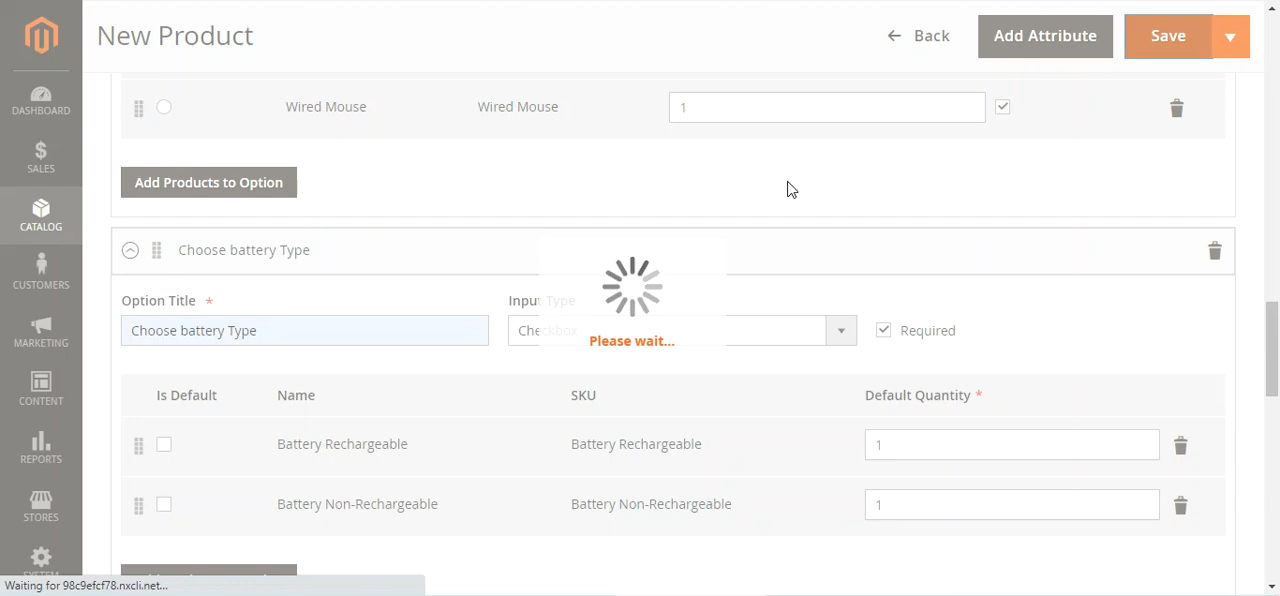 New Product
Back
Add Attribute
Save
DASHBOARD
SALES
CATALOG
CUSTOMERS
MARKETING
CONTENT
REPORTS
STORES
SYSTEM
Wired Mouse Wired Mouse 1
Add Products to Option
Choose battery Type
Option Title *
Input Type
Choose battery Type
Checkbox
Required
Please wait...
Is Default Name SKU Default Quantity *
Battery Rechargeable Battery Rechargeable 1
Battery Non-Rechargeable Battery Non-Rechargeable 1
Waiting for 98c9efcf78.nxcli.net...